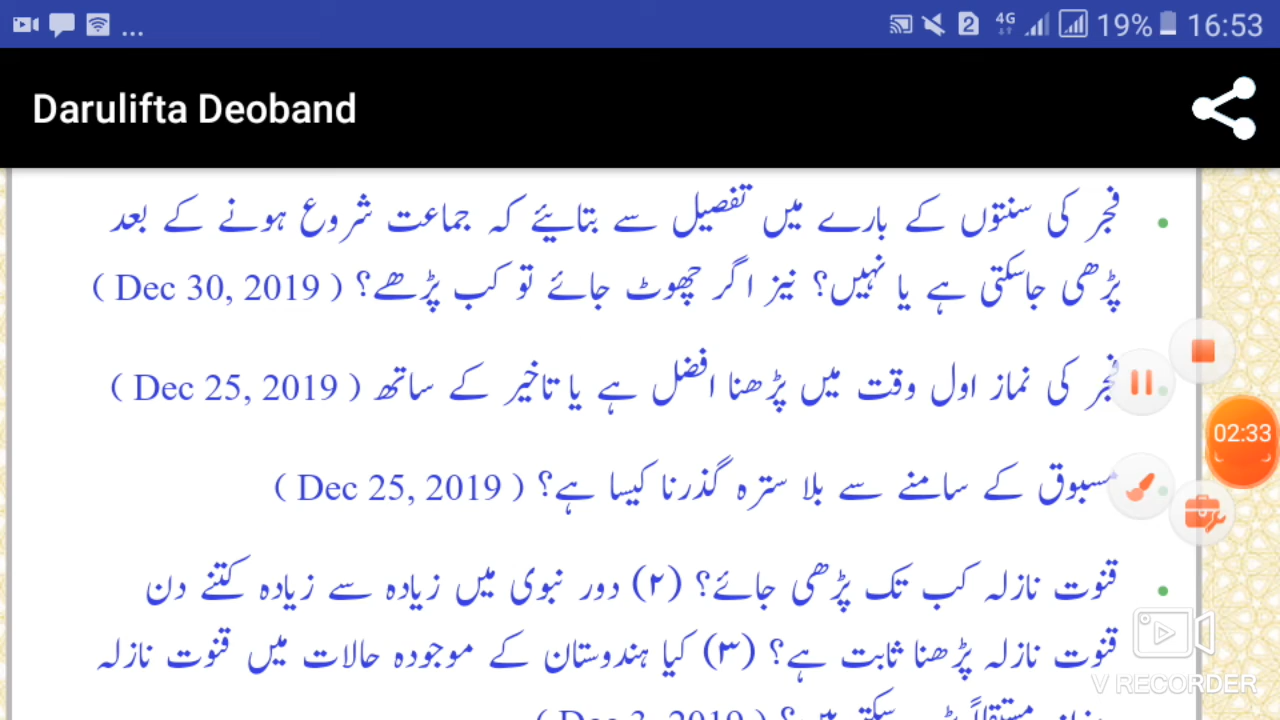 ... 4G 19% 16:53
Darulifta Deoband
فجر کی سنتوں کے بارے میں تفصیل سے بتائیے کہ جماعت شروع ہونے کے بعد
پڑھی جاسکتی ہے یا نہیں؟ نیز اگر چھوٹ جائے تو کب پڑھے؟ ( Dec 30, 2019 )
فجر کی نماز اول وقت میں پڑھنا افضل ہے یا تاخیر کے ساتھ ( Dec 25, 2019 )
02:33
مسبوق کے سامنے سے بلا سترہ گذرنا کیسا ہے؟ ( Dec 25, 2019 )
قنوت نازلہ کب تک پڑھی جائے؟ (۲) دور نبوی میں زیادہ سے زیادہ کتنے دن
قنوت نازلہ پڑھنا ثابت ہے؟ (۳) کیا ہندوستان کے موجودہ حالات میں قنوت نازلہ
V RECORDER